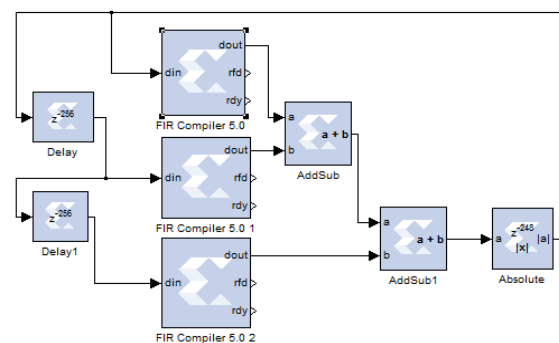 dout
din
rfd
rdy
FIR Compiler 5.0
z-256
Delay
a
b
a + b
AddSub
dout
din
rfd
rdy
FIR Compiler 5.0 1
z-256
Delay1
dout
din
rfd
rdy
FIR Compiler 5.0 2
a
b
a + b
AddSub1
z-248
a
|a|
|x|
Absolute